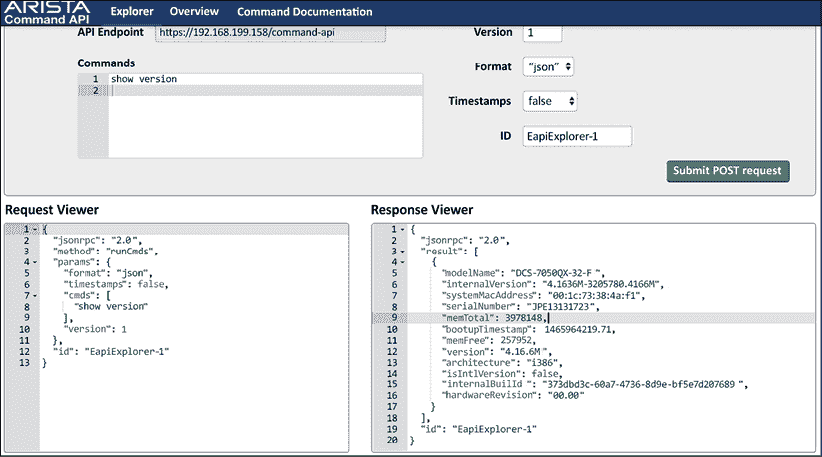 ARISTA
Command API
Explorer Overview Command Documentation
API Endpoint https://192.168.199.158/command-api
Version 1
Commands
1 show version
2
Format "json"
Timestamps false
ID EapiExplorer-1
Submit POST request
Request Viewer
1 {
2 "jsonrpc": "2.0",
3 "method": "runCmds",
4 "params": {
5 "format": "json",
6 "timestamps": false,
7 "cmds": [
8 "show version"
9 ],
10 "version": 1
11 },
12 "id": "EapiExplorer-1"
13 }
Response Viewer
1 {
2 "jsonrpc": "2.0",
3 "result": [
4 {
5 "modelName": "DCS-7050QX-32-F ",
6 "internalVersion": "4.1636M-3205780.4166M",
7 "systemMacAddress": "00:1c:73:38:4a:f1",
8 "serialNumber": "JPE13131723",
9 "memTotal": 3978148,
10 "bootupTimestamp": 1465964219.71,
11 "memFree": 257952,
12 "version": "4.16.6M ",
13 "architecture": "i386",
14 "isIntlVersion": false,
15 "internalBuilId ": "373dbd3c-60a7-4736-8d9e-bf5e7d207689 ",
16 "hardwareRevision": "00.00"
17 }
18 ],
19 "id": "EapiExplorer-1"
20 }